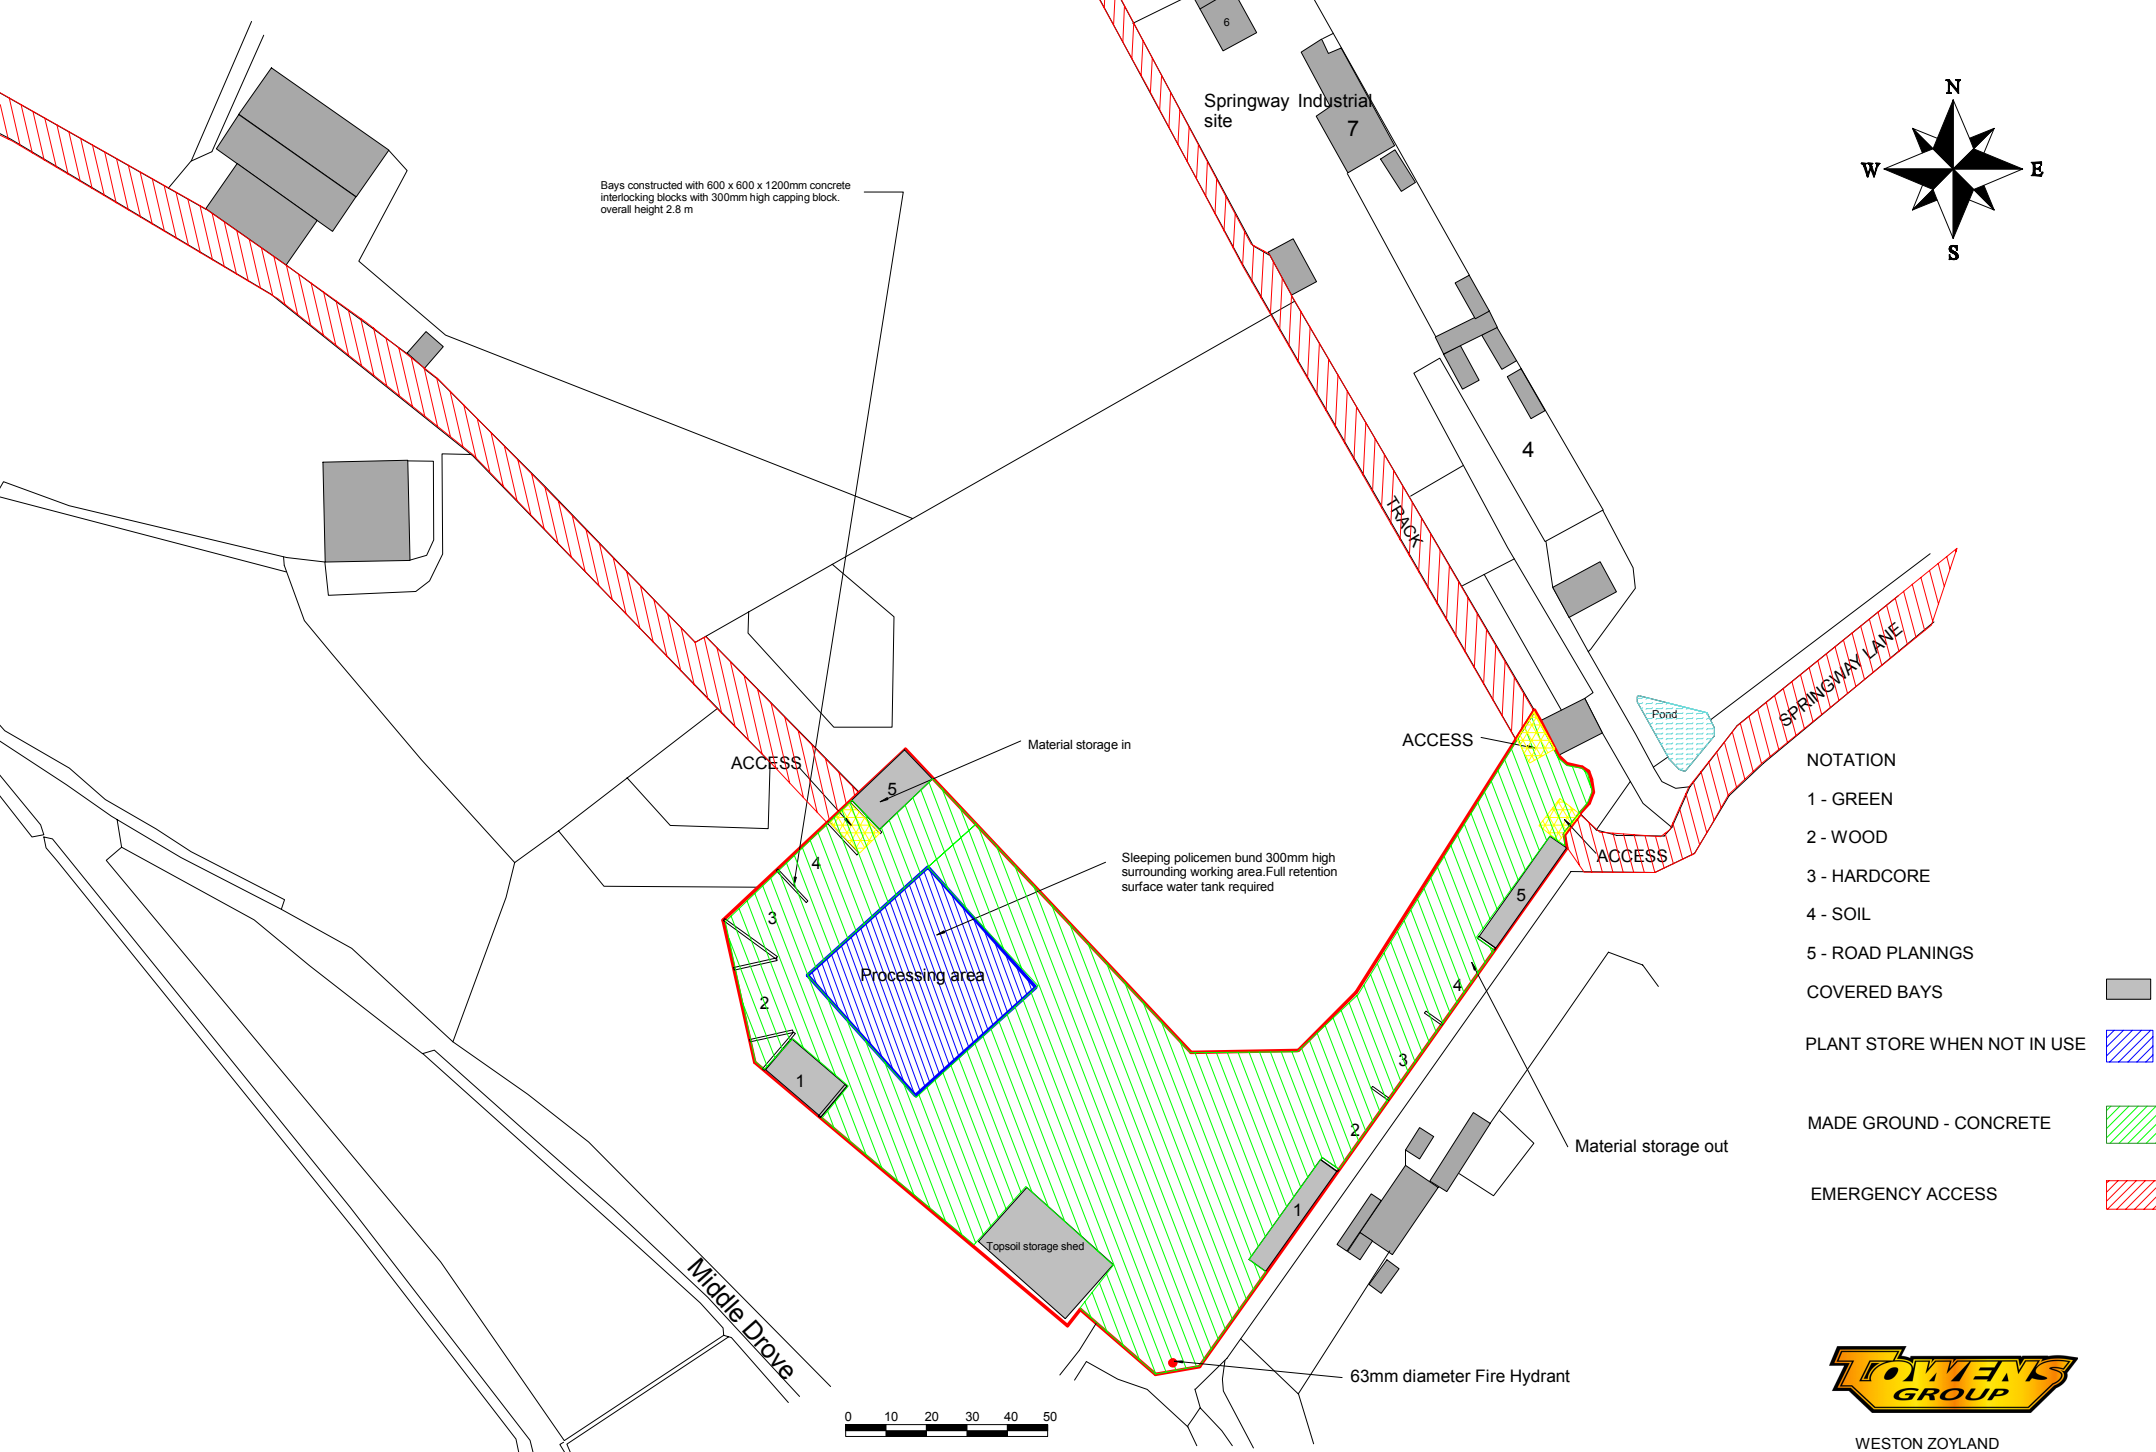 6
Springway Industrial
site
7
N
W
E
S
Bays constructed with 600 x 600 x 1200mm concrete
interlocking blocks with 300mm high capping block.
overall height 2.8 m
4
TRACK
SPRINGWAY LANE
Pond
ACCESS
Material storage in
ACCESS
5
4
3
2
1
Sleeping policemen bund 300mm high
surrounding working area.Full retention
surface water tank required
Processing area
ACCESS
5
4
3
2
1
Material storage out
Topsoil storage shed
Middle Drove
63mm diameter Fire Hydrant
0 10 20 30 40 50
NOTATION
1 - GREEN
2 - WOOD
3 - HARDCORE
4 - SOIL
5 - ROAD PLANINGS
COVERED BAYS
PLANT STORE WHEN NOT IN USE
MADE GROUND - CONCRETE
EMERGENCY ACCESS
TOWENS
GROUP
WESTON ZOYLAND